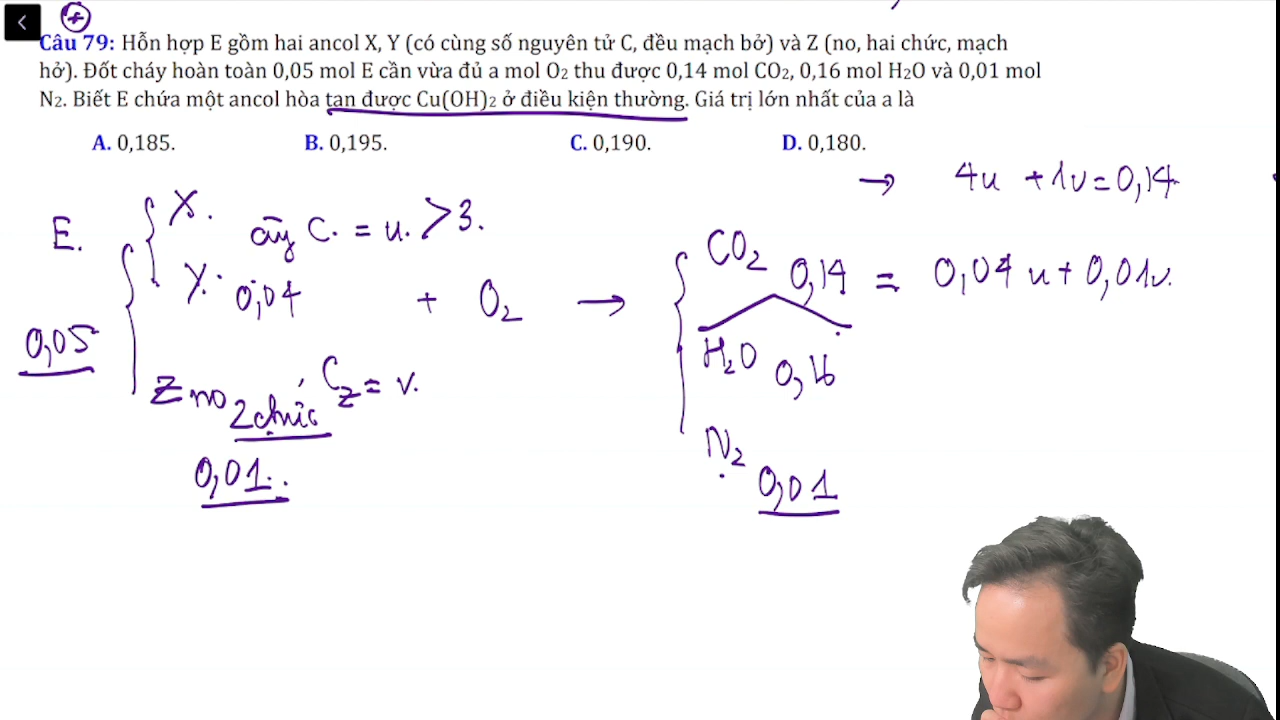 Câu 79: Hỗn hợp E gồm hai ancol X, Y (có cùng số nguyên tử C, đều mạch bở) và Z (no, hai chức, mạch
hở). Đốt cháy hoàn toàn 0,05 mol E cần vừa đủ a mol O₂ thu được 0,14 mol CO₂, 0,16 mol H₂O và 0,01 mol
N₂. Biết E chứa một ancol hòa tan được Cu(OH)₂ ở điều kiện thường. Giá trị lớn nhất của a là
A. 0,185. B. 0,195. C. 0,190. D. 0,180.
→ 4u + 1v = 0,14
E. X. C. = u. > 3.
CO₂ 0,14 = 0,04 u + 0,01v.
Y. 0,04 + O₂ →
0,05
H₂O 0,16
Z no 2 chức C_Z = v.
N₂ 0,01
0,01.